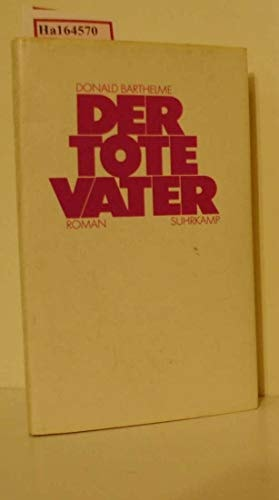 Ha164570
DONALD BARTHELME
DER
TOTE
VATER
ROMAN SUHRKAMP